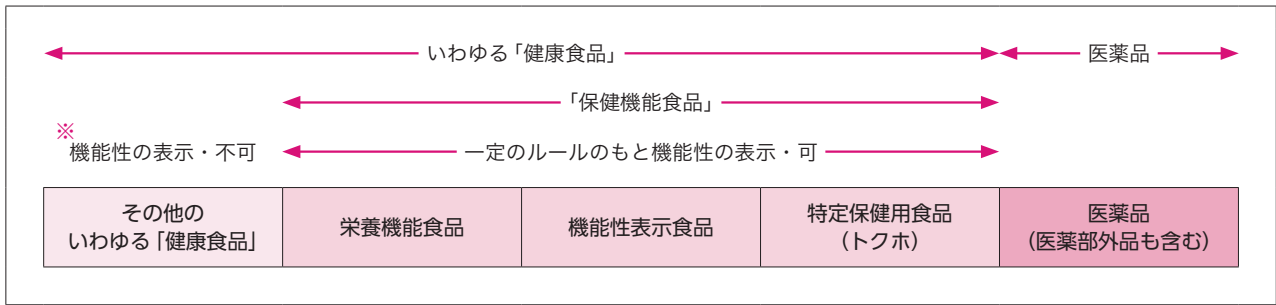 いわゆる「健康食品」
医薬品
「保健機能食品」
※
機能性の表示・不可
一定のルールのもと機能性の表示・可
その他の
いわゆる「健康食品」
栄養機能食品
機能性表示食品
特定保健用食品
（トクホ）
医薬品
（医薬部外品も含む）